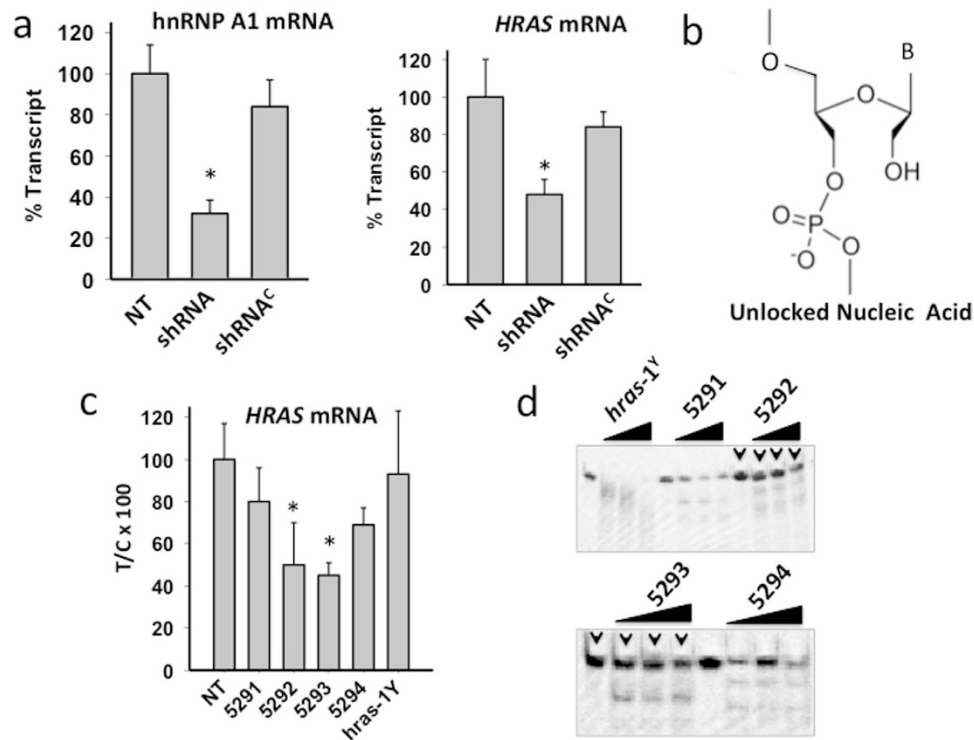 a
hnRNP A1 mRNA
% Transcript
120
100
80
60
40
20
0
*
NT
shRNA
shRNAᶜ
HRAS mRNA
% Transcript
120
100
80
60
40
20
0
*
NT
shRNA
shRNAᶜ
b
O
B
O
O
OH
O
P
-O
O
Unlocked Nucleic Acid
c
HRAS mRNA
T/C x 100
120
100
80
60
40
20
0
*
*
NT
5291
5292
5293
5294
hras-1Y
d
hras-1ʸ
5291
5292
5293
5294